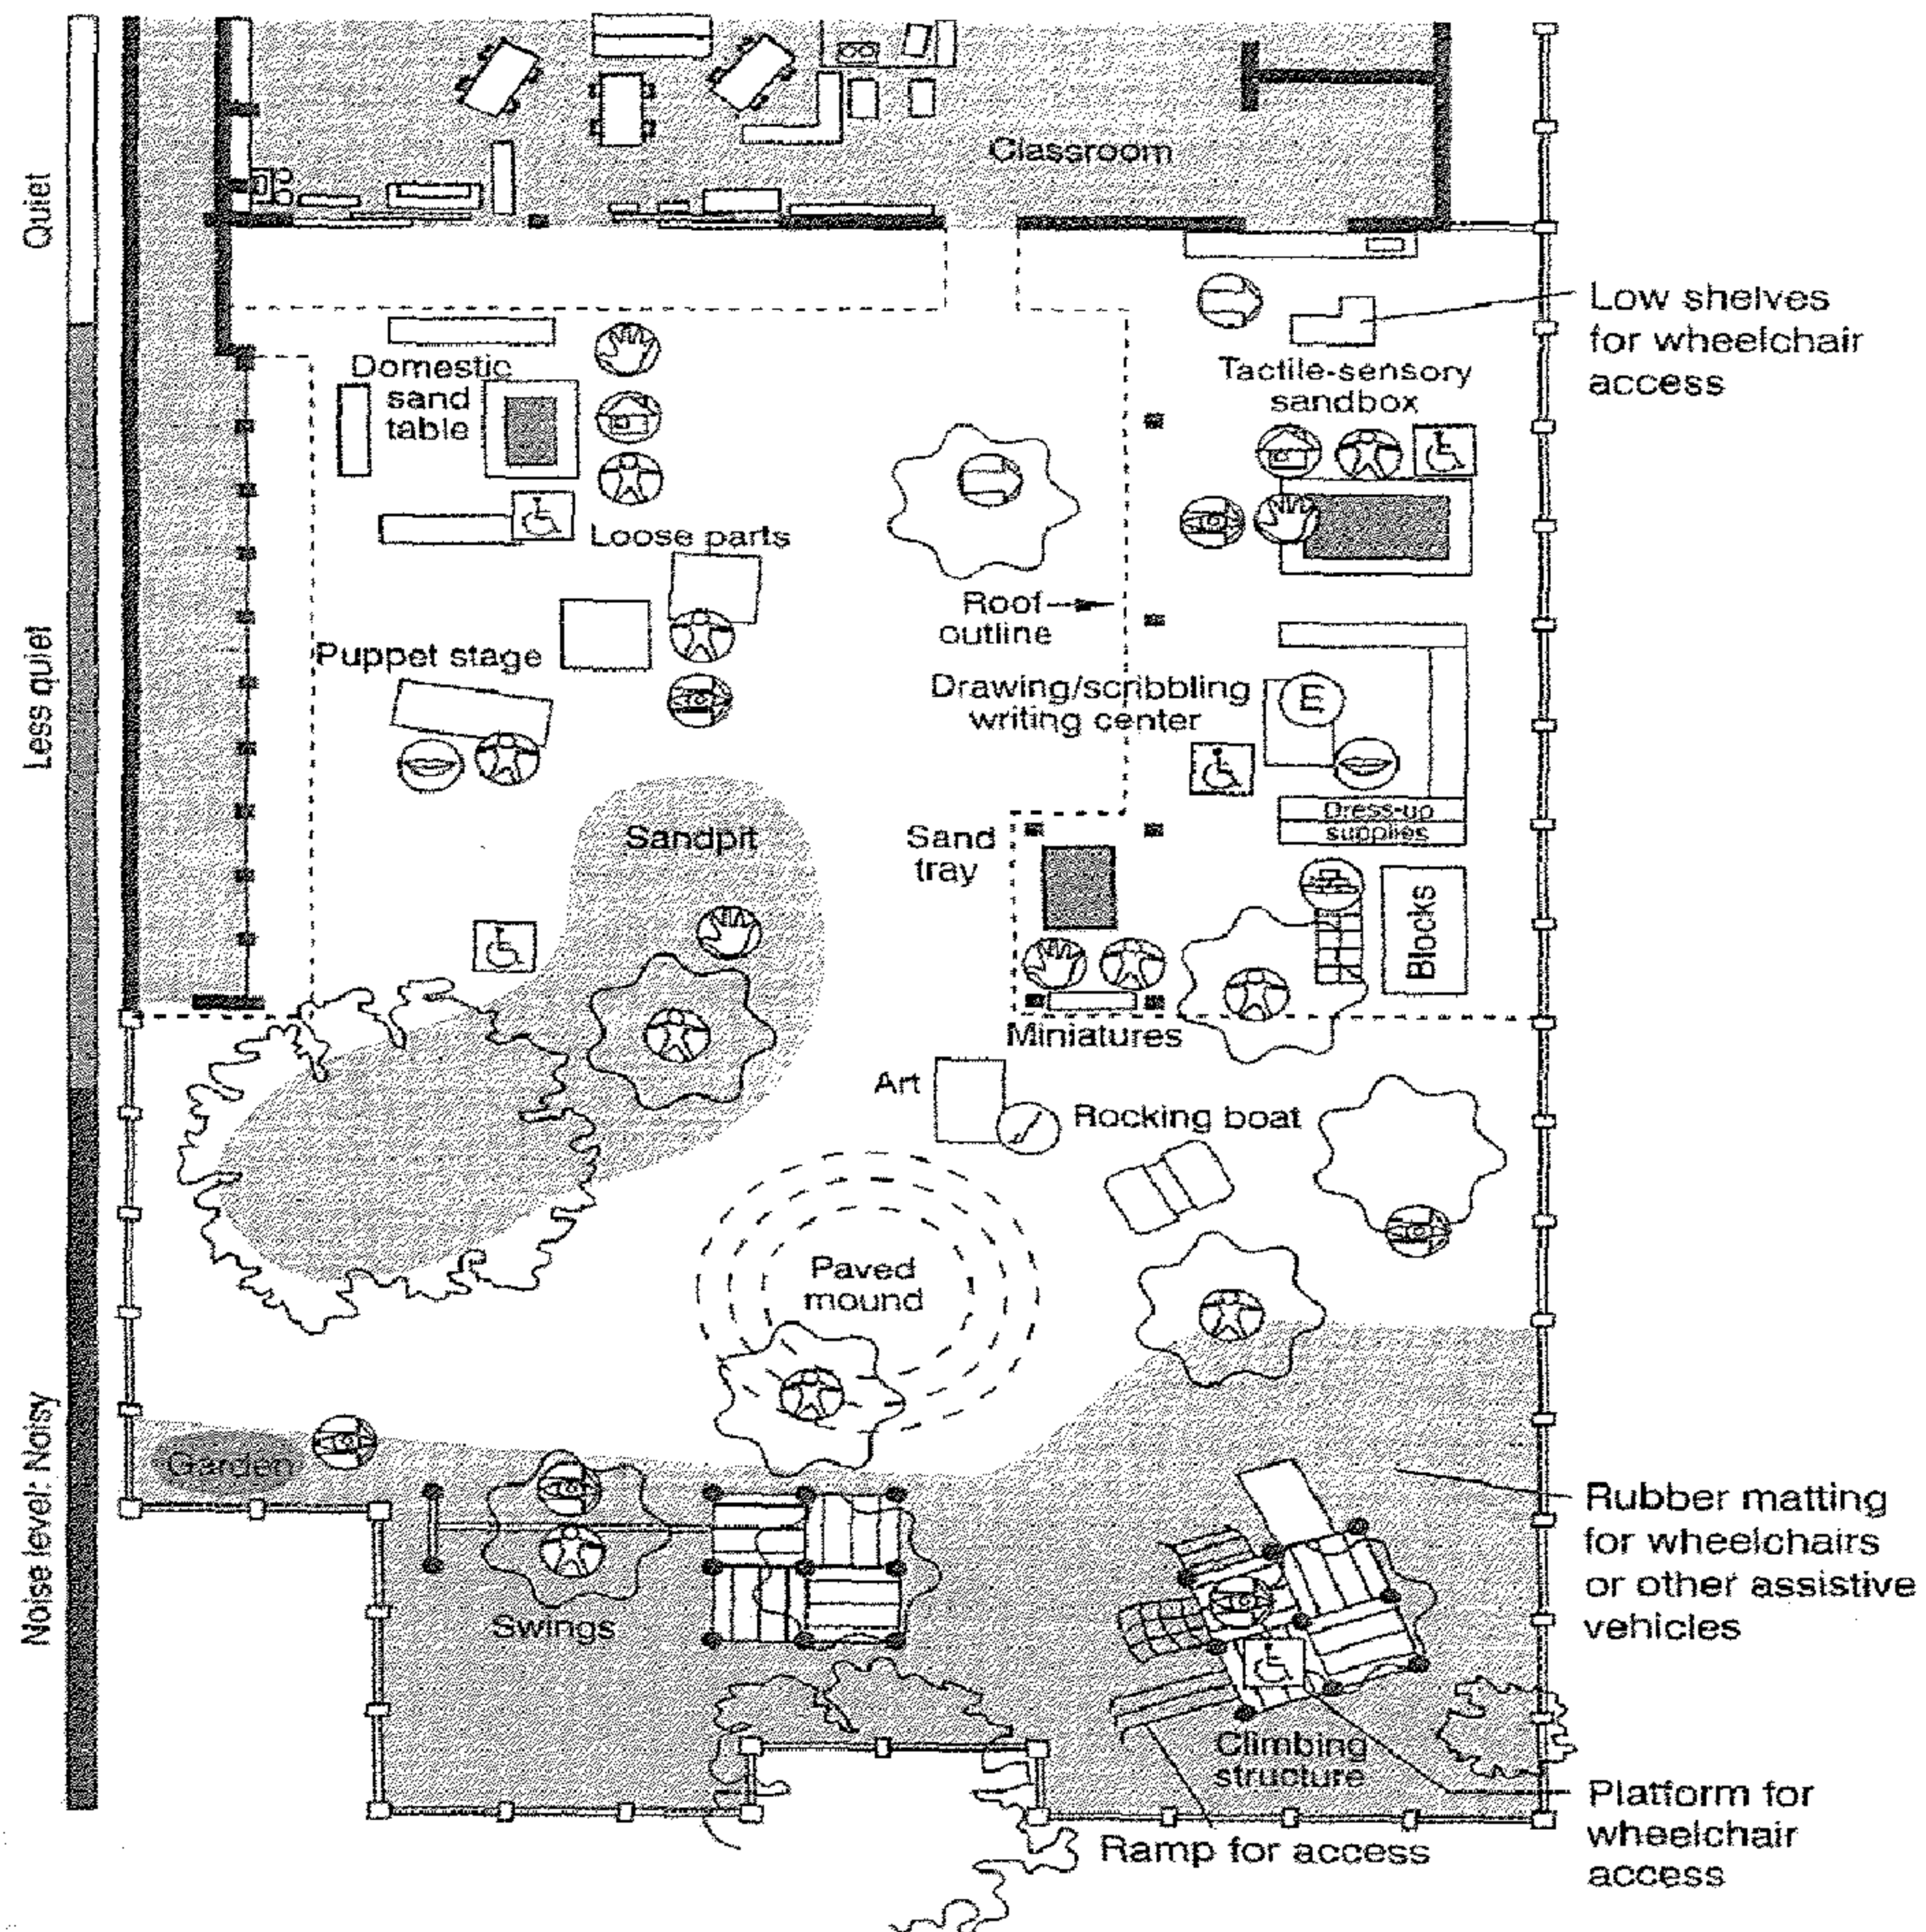 Quiet
Less quiet
Noise level: Noisy
Classroom
Low shelves
for wheelchair
access
Domestic
sand
table
Tactile-sensory
sandbox
Loose parts
Roof
outline
Puppet stage
Drawing/scribbling
writing center
E
Dress-up
supplies
Sandpit
Sand
tray
Blocks
Miniatures
Art
Rocking boat
Paved
mound
Garden
Swings
Rubber matting
for wheelchairs
or other assistive
vehicles
Climbing
structure
Platform for
wheelchair
access
Ramp for access